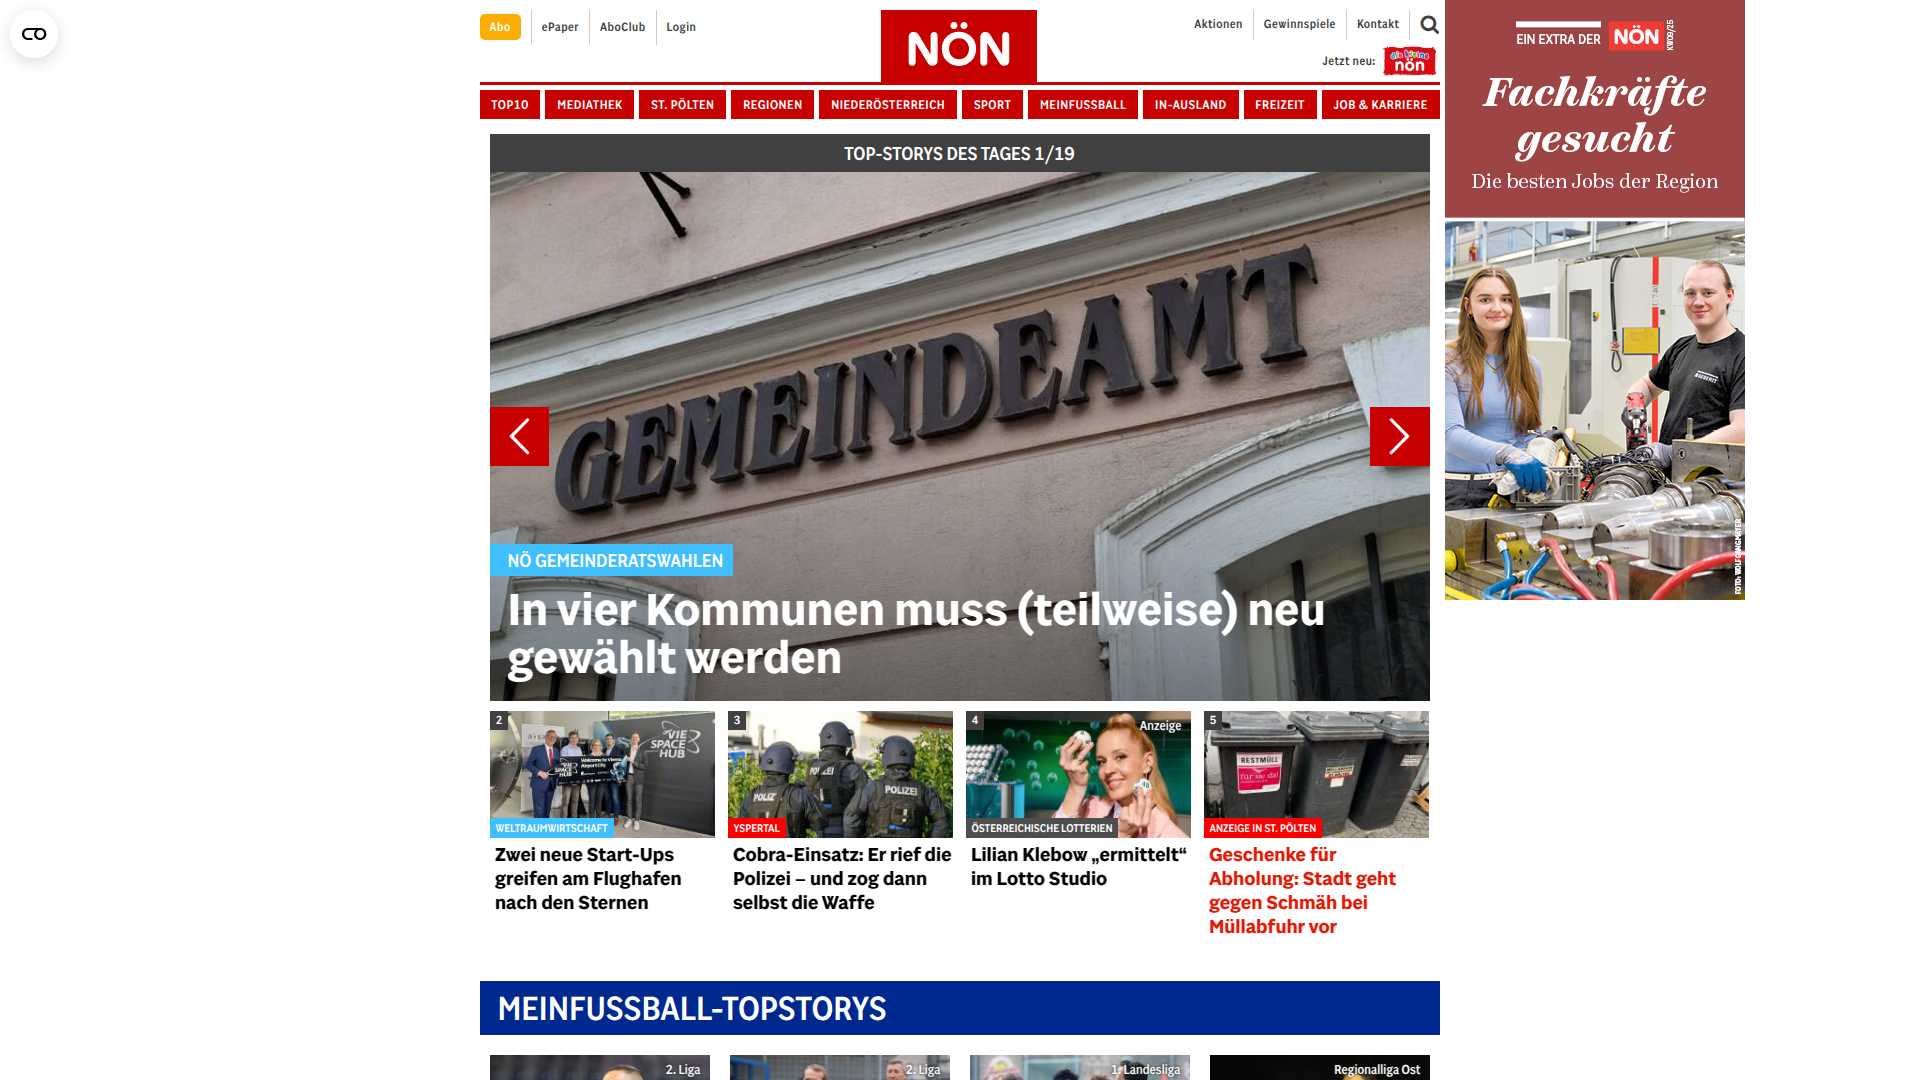 Abo
ePaper
AboClub
Login
NÖN
Aktionen
Gewinnspiele
Kontakt
Jetzt neu:
die kleine
nön
TOP10
MEDIATHEK
ST. PÖLTEN
REGIONEN
NIEDERÖSTERREICH
SPORT
MEINFUSSBALL
IN-AUSLAND
FREIZEIT
JOB & KARRIERE
TOP-STORYS DES TAGES 1/19
GEMEINDEAMT
NÖ GEMEINDERATSWAHLEN
In vier Kommunen muss (teilweise) neu
gewählt werden
2
VIE
SPACE
HUB
WELTRAUMWIRTSCHAFT
Zwei neue Start-Ups
greifen am Flughafen
nach den Sternen
3
POLIZEI
YSPERTAL
Cobra-Einsatz: Er rief die
Polizei – und zog dann
selbst die Waffe
4
Anzeige
ÖSTERREICHISCHE LOTTERIEN
Lilian Klebow „ermittelt“
im Lotto Studio
5
RESTMÜLL
ANZEIGE IN ST. PÖLTEN
Geschenke für
Abholung: Stadt geht
gegen Schmäh bei
Müllabfuhr vor
MEINFUSSBALL-TOPSTORYS
2. Liga
2. Liga
1. Landesliga
Regionalliga Ost
EIN EXTRA DER NÖN KW09/25
Fachkräfte
gesucht
Die besten Jobs der Region